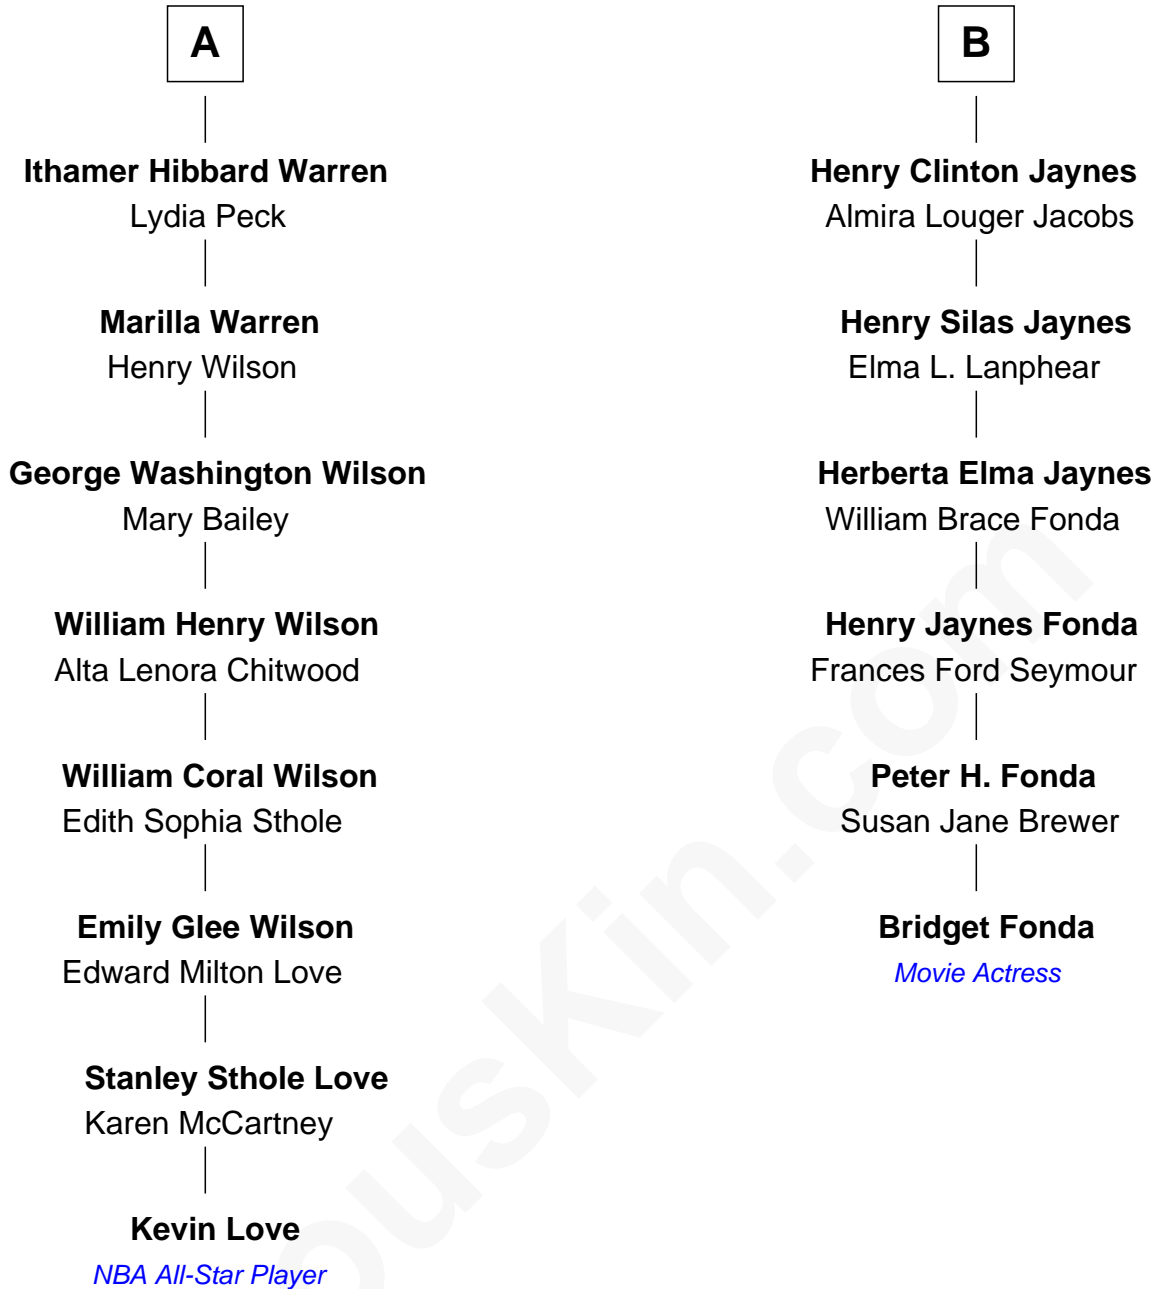 A
Ithamer Hibbard Warren
Lydia Peck
Marilla Warren
Henry Wilson
George Washington Wilson
Mary Bailey
William Henry Wilson
Alta Lenora Chitwood
William Coral Wilson
Edith Sophia Sthole
Emily Glee Wilson
Edward Milton Love
Stanley Sthole Love
Karen McCartney
Kevin Love
NBA All-Star Player
B
Henry Clinton Jaynes
Almira Louger Jacobs
Henry Silas Jaynes
Elma L. Lanphear
Herberta Elma Jaynes
William Brace Fonda
Henry Jaynes Fonda
Frances Ford Seymour
Peter H. Fonda
Susan Jane Brewer
Bridget Fonda
Movie Actress
ousKin.com